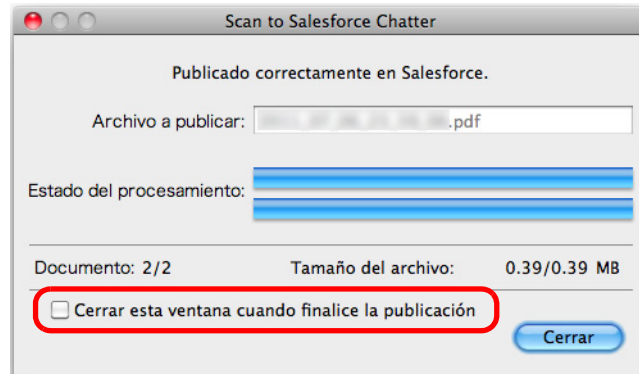 Scan to Salesforce Chatter
Publicado correctamente en Salesforce.
Archivo a publicar: .pdf
Estado del procesamiento:
Documento: 2/2 Tamaño del archivo: 0.39/0.39 MB
Cerrar esta ventana cuando finalice la publicación
Cerrar